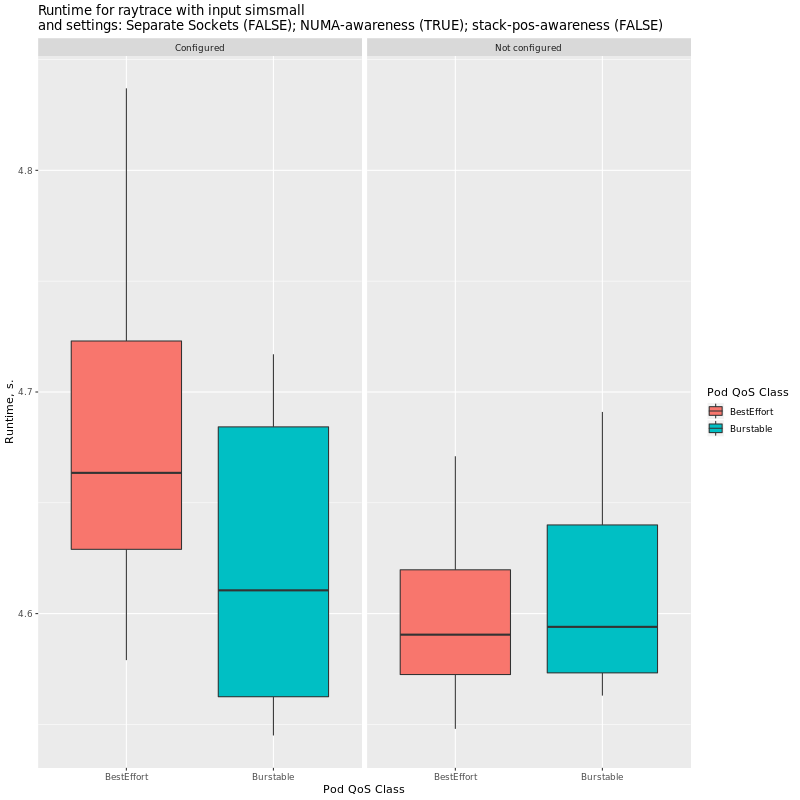 Runtime for raytrace with input simsmall
and settings: Separate Sockets (FALSE); NUMA-awareness (TRUE); stack-pos-awareness (FALSE)
Configured
Not configured
4.8
4.7
4.6
Runtime, s.
BestEffort
Burstable
BestEffort
Burstable
Pod QoS Class
Pod QoS Class
BestEffort
Burstable